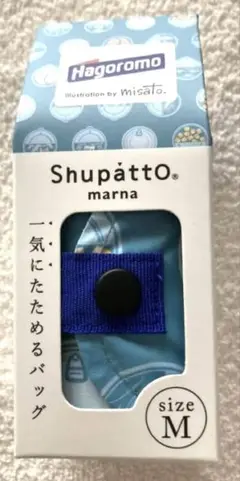 Hagoromo
illustration by misato.
Shupatto®
marna
一気にたためるバッグ
size
M